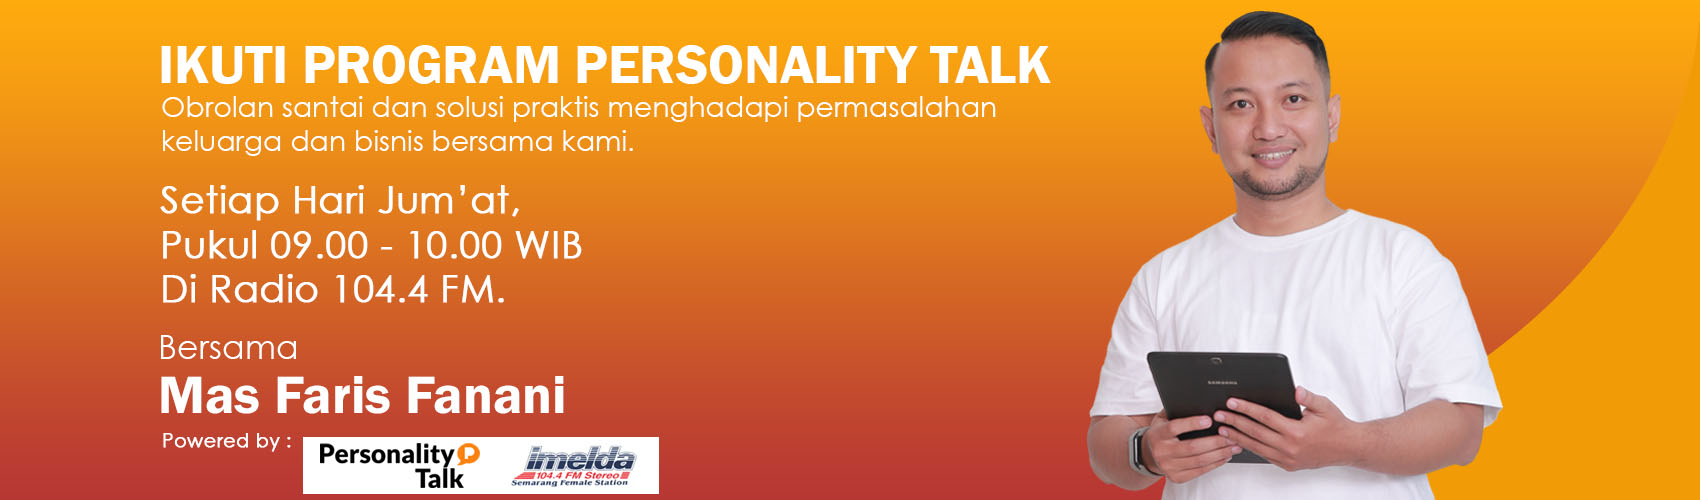 IKUTI PROGRAM PERSONALITY TALK
Obrolan santai dan solusi praktis menghadapi permasalahan
keluarga dan bisnis bersama kami.
Setiap Hari Jum’at,
Pukul 09.00 - 10.00 WIB
Di Radio 104.4 FM.
Bersama
Mas Faris Fanani
Powered by :
Personality
Talk
imelda
104.4 FM Stereo
Semarang Female Station
SAMSUNG